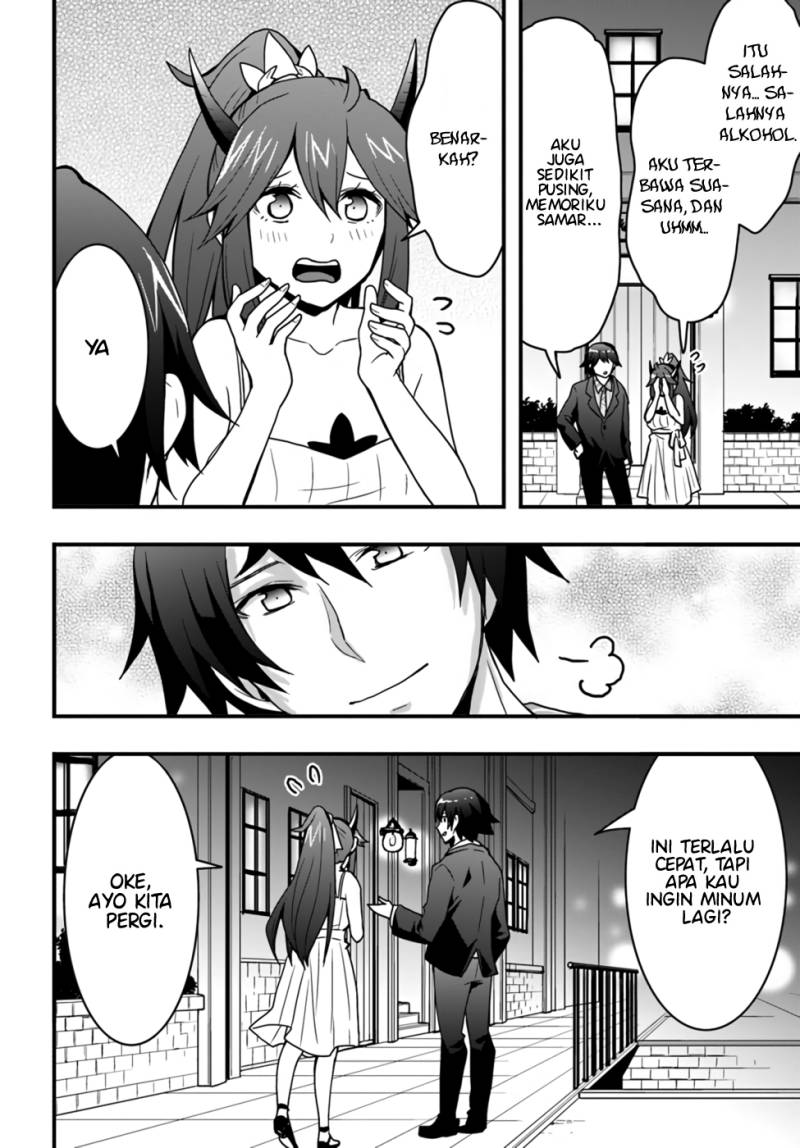 ITU
SALAH-
NYA... SA-
LAHNYA
ALKOHOL.
AKU TER-
BAWA SUA-
SANA, DAN
UHMM...
AKU
JUGA
SEDIKIT
PUSING,
MEMORIKU
SAMAR...
BENAR-
KAH?
YA
INI TERLALU
CEPAT, TAPI
APA KAU
INGIN MINUM
LAGI?
OKE,
AYO KITA
PERGI.